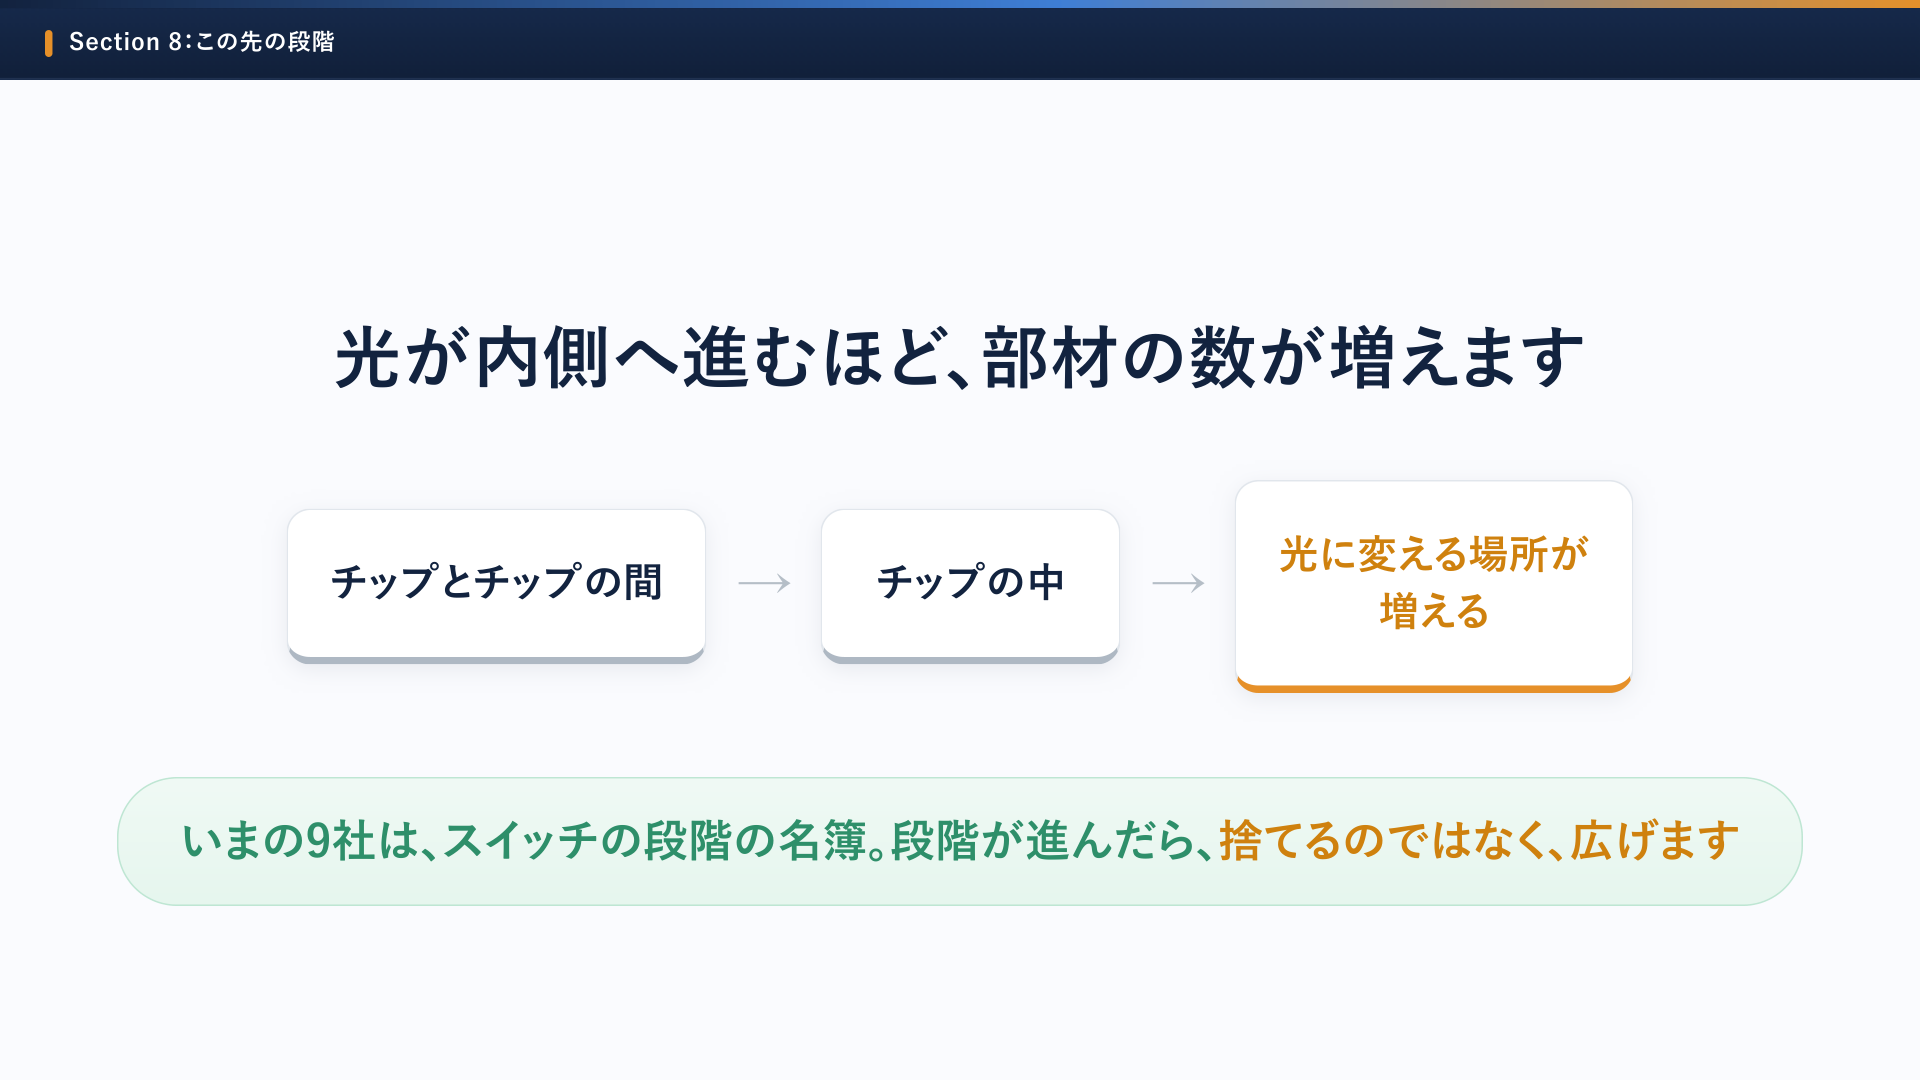 Section 8：この先の段階
光が内側へ進むほど、部材の数が増えます
チップとチップの間
チップの中
光に変える場所が
増える
いまの9社は、スイッチの段階の名簿。段階が進んだら、捨てるのではなく、広げます